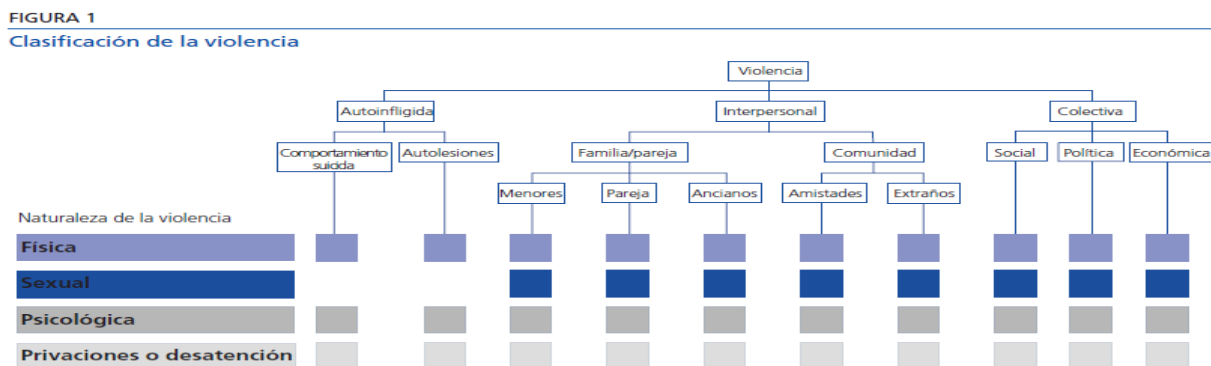 FIGURA 1
Clasificación de la violencia
Violencia
Autoinfligida
Interpersonal
Colectiva
Comportamiento
suicida
Autolesiones
Familia/pareja
Comunidad
Social
Política
Económica
Menores
Pareja
Ancianos
Amistades
Extraños
Naturaleza de la violencia
Física
Sexual
Psicológica
Privaciones o desatención